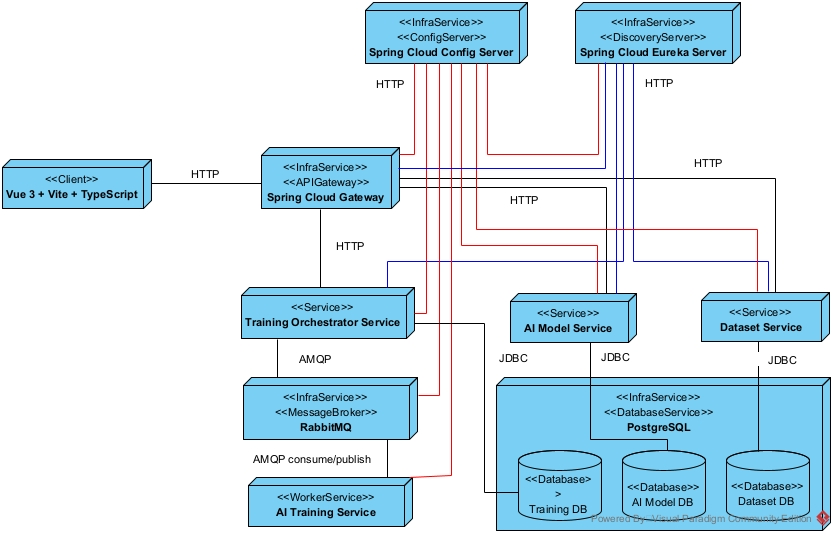 <<InfraService>>
<<ConfigServer>>
Spring Cloud Config Server
<<InfraService>>
<<DiscoveryServer>>
Spring Cloud Eureka Server
HTTP
HTTP
<<Client>>
Vue 3 + Vite + TypeScript
HTTP
<<InfraService>>
<<APIGateway>>
Spring Cloud Gateway
HTTP
HTTP
HTTP
<<Service>>
Training Orchestrator Service
<<Service>>
AI Model Service
<<Service>>
Dataset Service
AMQP
JDBC
JDBC
JDBC
<<InfraService>>
<<MessageBroker>>
RabbitMQ
<<InfraService>>
<<DatabaseService>>
PostgreSQL
AMQP consume/publish
<<WorkerService>>
AI Training Service
<<Database>
>
Training DB
<<Database>>
AI Model DB
<<Database>>
Dataset DB
Powered By Visual Paradigm Community Edition